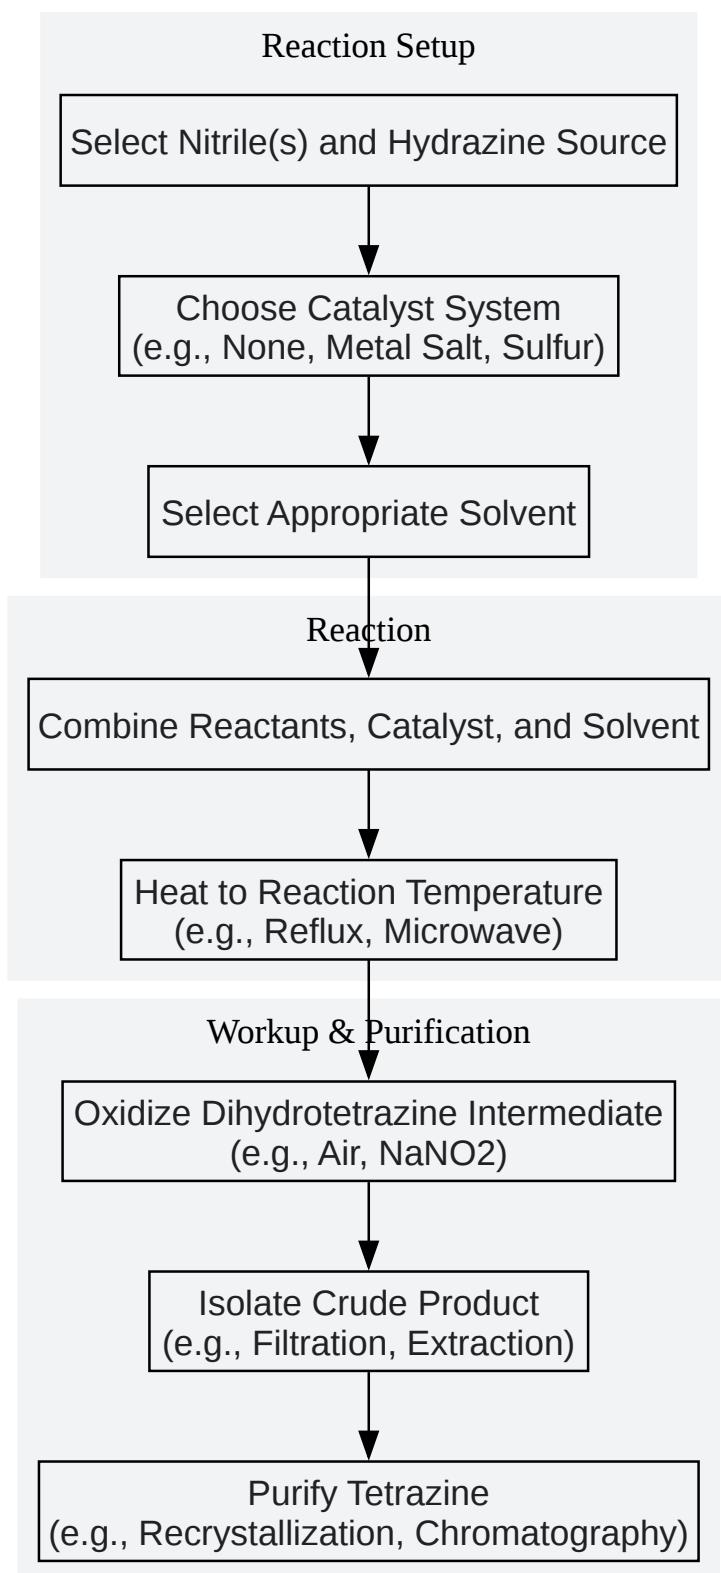 Reaction Setup
Select Nitrile(s) and Hydrazine Source
Choose Catalyst System
(e.g., None, Metal Salt, Sulfur)
Select Appropriate Solvent
Reaction
Combine Reactants, Catalyst, and Solvent
Heat to Reaction Temperature
(e.g., Reflux, Microwave)
Workup & Purification
Oxidize Dihydrotetrazine Intermediate
(e.g., Air, NaNO2)
Isolate Crude Product
(e.g., Filtration, Extraction)
Purify Tetrazine
(e.g., Recrystallization, Chromatography)